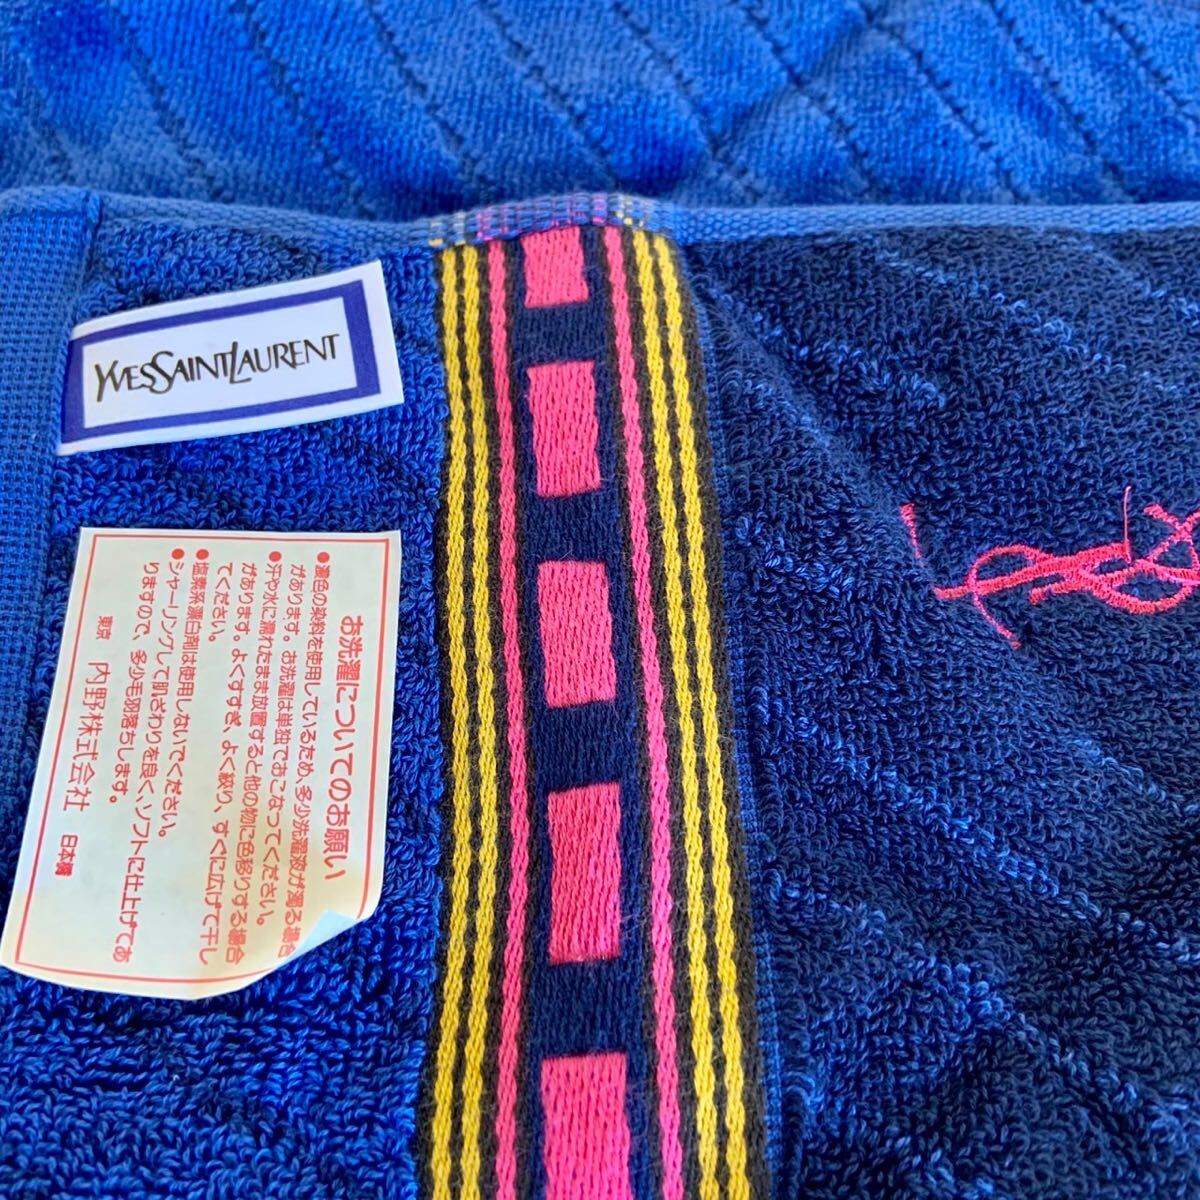 YVESSAINTLAURENT
お洗濯についてのお願い
●濃色の染料を使用しているため、多少洗濯液が濁る場合
があります。お洗濯は単独でおこなってください。
●汗や水に濡れたまま放置すると他の物に色移りする場合
があります。よくすすぎ、よく絞り、すぐに広げて干し
てください。
●塩素系漂白剤は使用しないでください。
●シャーリングして肌ざわりを良く、ソフトに仕上げてあ
りますので、多少毛羽落ちします。
東京 内野株式会社 日本橋
YSL